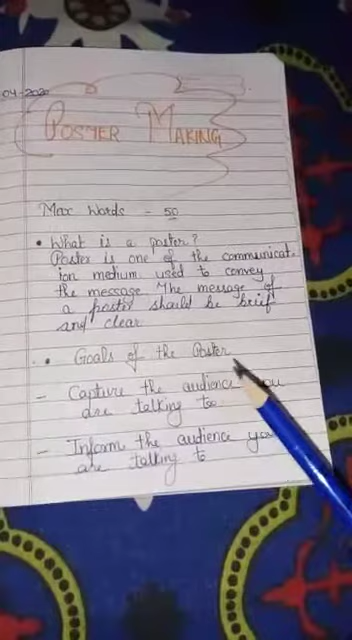 04-2020
Poster Making
Max Words - 50
• What is a poster?
Poster is one of the communicat-
ion medium used to convey
the message The message of
a poster should be brief
and clear
• Goals of the Poster
- Capture the audience you
are talking to
- Inform the audience you
are talking to